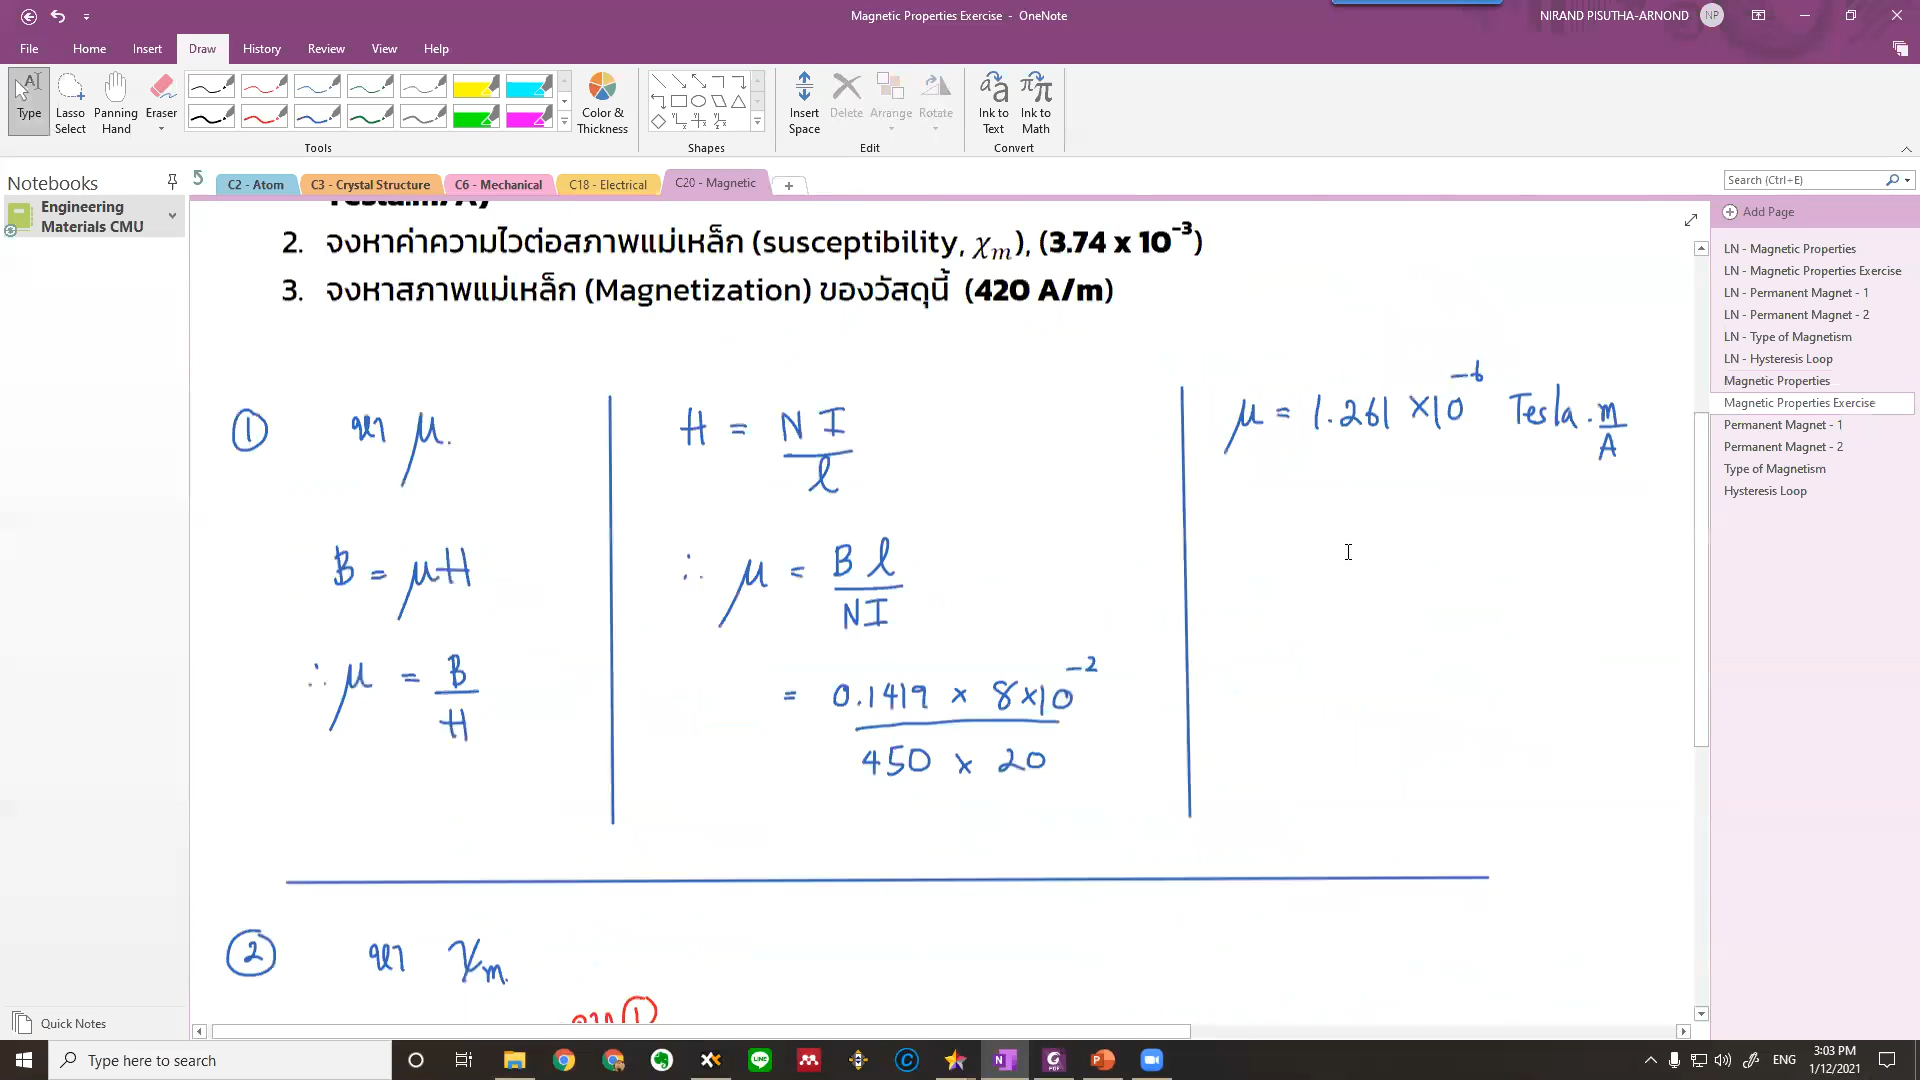 Magnetic Properties Exercise - OneNote
NIRAND PISUTHA-ARNOND NP
File Home Insert Draw History Review View Help
Type
Lasso Select
Panning Hand
Eraser
Color & Thickness
Insert Space
Delete
Arrange
Rotate
Ink to Text
Ink to Math
Tools Shapes Edit Convert
Notebooks
Engineering Materials CMU
C2 - Atom C3 - Crystal Structure C6 - Mechanical C18 - Electrical C20 - Magnetic
Search (Ctrl+E)
Add Page
LN - Magnetic Properties
LN - Magnetic Properties Exercise
LN - Permanent Magnet - 1
LN - Permanent Magnet - 2
LN - Type of Magnetism
LN - Hysteresis Loop
Magnetic Properties
Magnetic Properties Exercise
Permanent Magnet - 1
Permanent Magnet - 2
Type of Magnetism
Hysteresis Loop
Tesla.m/A)
2. จงหาค่าความไวต่อสภาพแม่เหล็ก (susceptibility, χm), (3.74 x 10⁻³)
3. จงหาสภาพแม่เหล็ก (Magnetization) ของวัสดุนี้ (420 A/m)
① หา μ.
B = μH
∴ μ = B/H
H = NI/l
∴ μ = Bl/NI
= 0.1419 × 8×10⁻² / 450 × 20
μ = 1.261 ×10⁻⁶ Tesla . m/A
② หา χm.
จาก ①
Quick Notes
Type here to search
ENG
3:03 PM
1/12/2021